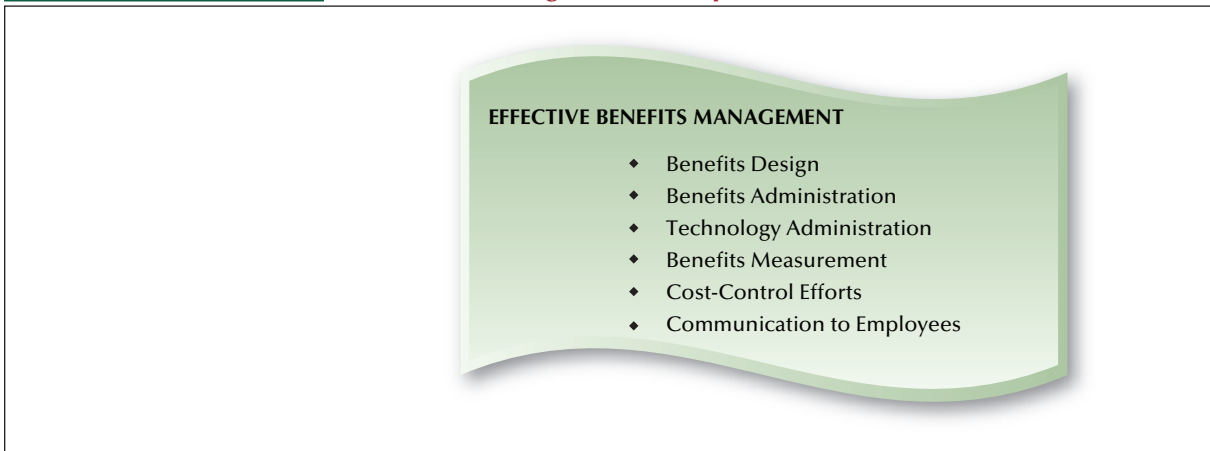 EFFECTIVE BENEFITS MANAGEMENT
◆ Benefits Design
◆ Benefits Administration
◆ Technology Administration
◆ Benefits Measurement
◆ Cost-Control Efforts
◆ Communication to Employees